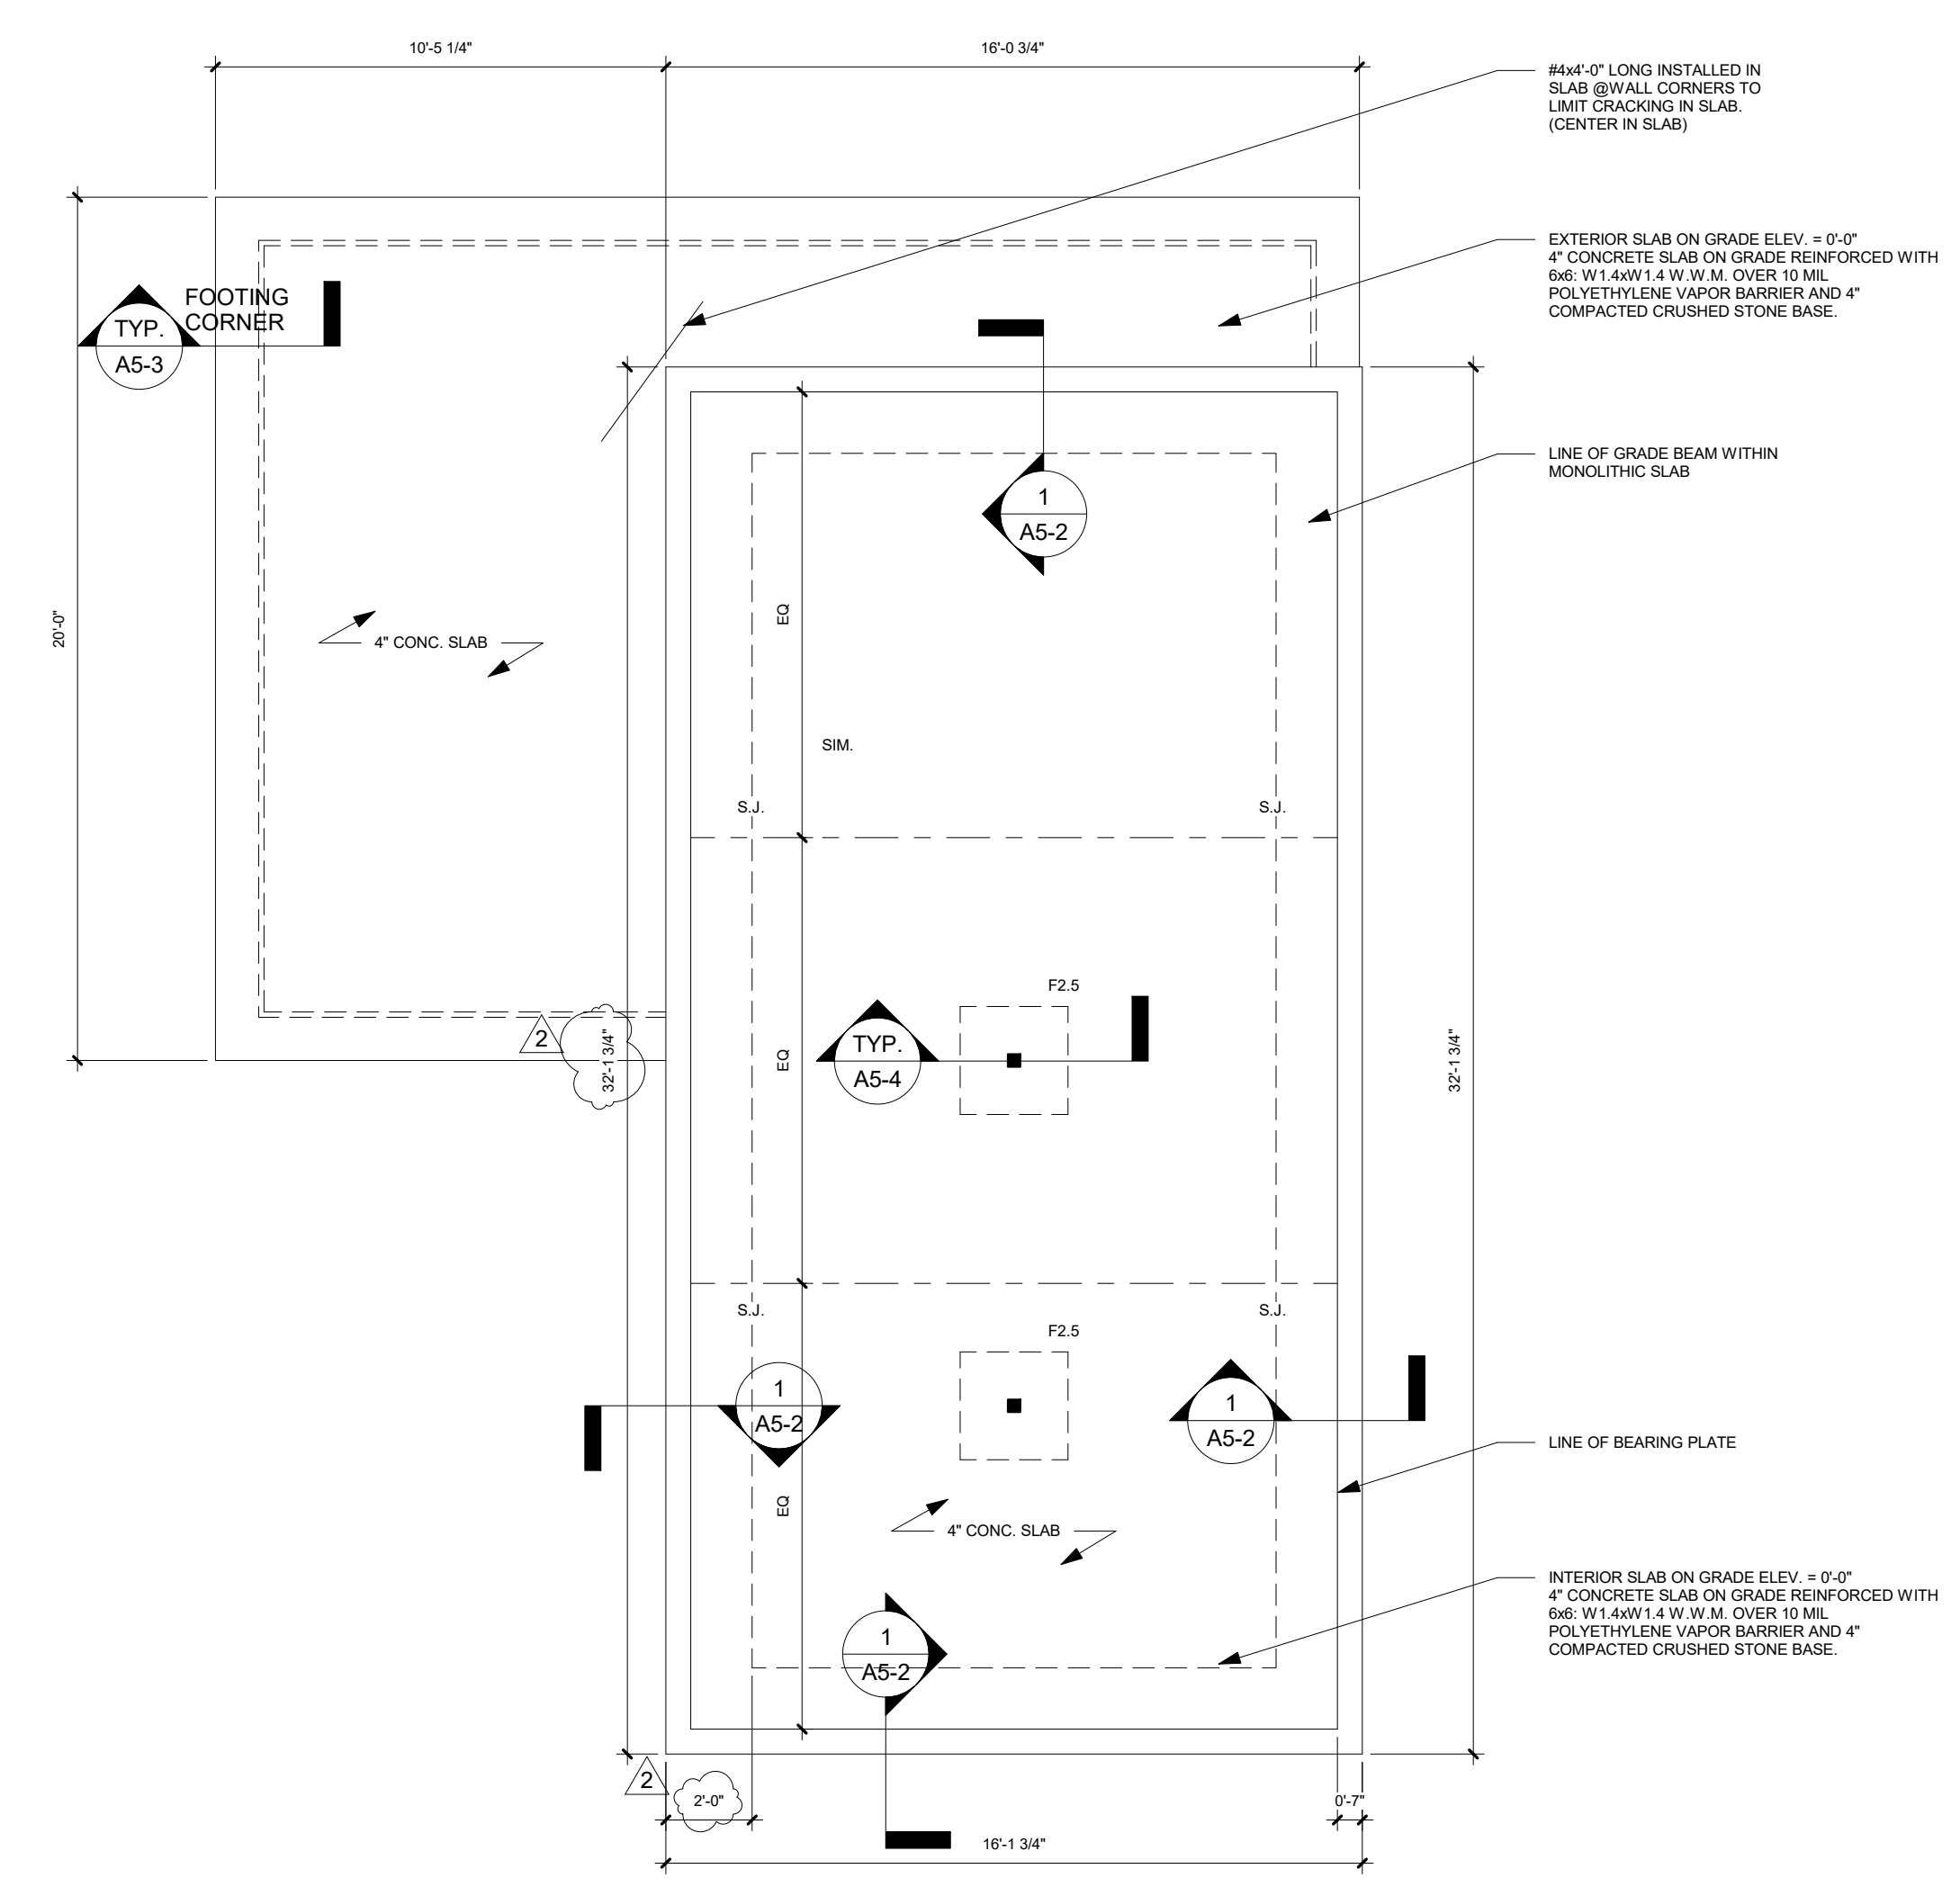 10'-5 1/4"
16'-0 3/4"
#4x4'-0" LONG INSTALLED IN
SLAB @WALL CORNERS TO
LIMIT CRACKING IN SLAB.
(CENTER IN SLAB)
EXTERIOR SLAB ON GRADE ELEV. = 0'-0"
4" CONCRETE SLAB ON GRADE REINFORCED WITH
6x6: W1.4xW1.4 W.W.M. OVER 10 MIL
POLYETHYLENE VAPOR BARRIER AND 4"
COMPACTED CRUSHED STONE BASE.
FOOTING
CORNER
TYP.
A5-3
LINE OF GRADE BEAM WITHIN
MONOLITHIC SLAB
1
A5-2
20'-0"
EQ
4" CONC. SLAB
SIM.
S.J.
S.J.
F2.5
2
32'-1 3/4"
EQ
TYP.
A5-4
32'-1 3/4"
S.J.
S.J.
F2.5
1
A5-2
1
A5-2
LINE OF BEARING PLATE
EQ
4" CONC. SLAB
INTERIOR SLAB ON GRADE ELEV. = 0'-0"
4" CONCRETE SLAB ON GRADE REINFORCED WITH
6x6: W1.4xW1.4 W.W.M. OVER 10 MIL
POLYETHYLENE VAPOR BARRIER AND 4"
COMPACTED CRUSHED STONE BASE.
1
A5-2
2
2'-0"
0'-7"
16'-1 3/4"